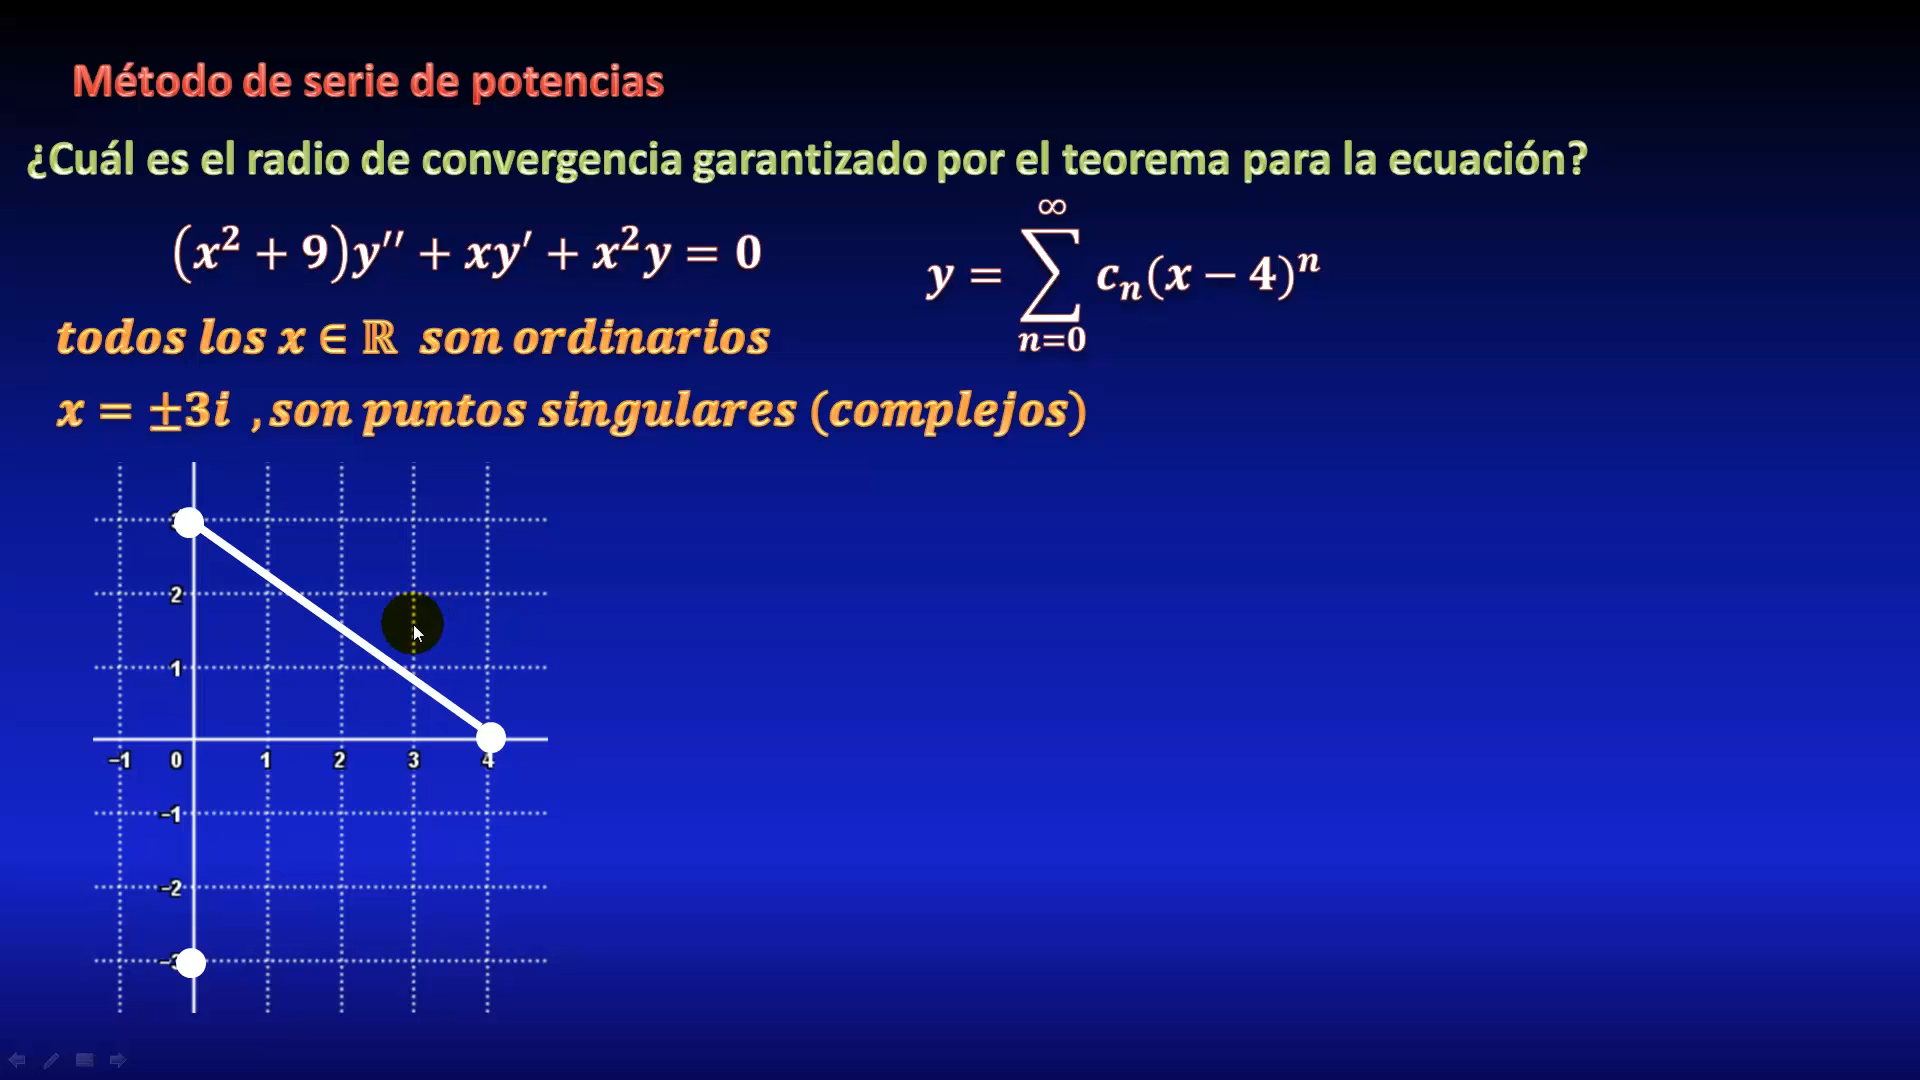 Método de serie de potencias
¿Cuál es el radio de convergencia garantizado por el teorema para la ecuación?
(x² + 9)y′′ + xy′ + x²y = 0
y = ∑_{n=0}^{∞} cₙ(x − 4)ⁿ
todos los x ∈ ℝ son ordinarios
x = ±3i , son puntos singulares (complejos)
2
1
−1 0 1 2 3 4
−1
−2